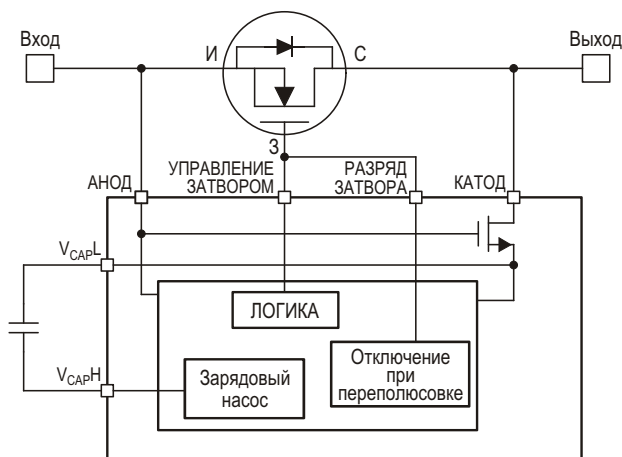 Вход
И
С
Выход
З
АНОД
УПРАВЛЕНИЕ
ЗАТВОРОМ
РАЗРЯД
ЗАТВОРА
КАТОД
VCAPL
ЛОГИКА
VCAPH
Зарядовый
насос
Отключение
при
переполюсовке